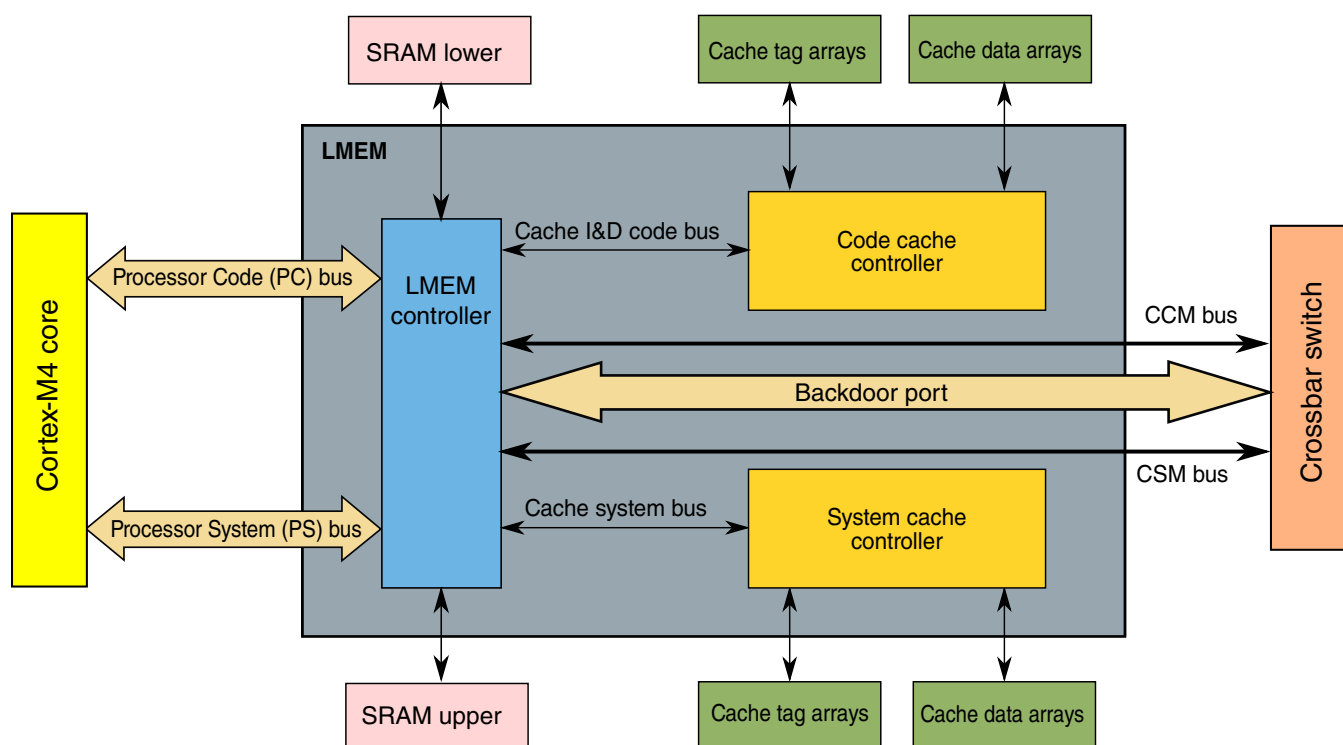 SRAM lower
Cache tag arrays
Cache data arrays
LMEM
Cortex-M4 core
Processor Code (PC) bus
LMEM
controller
Cache I&D code bus
Code cache
controller
CCM bus
Backdoor port
Crossbar switch
CSM bus
Processor System (PS) bus
Cache system bus
System cache
controller
SRAM upper
Cache tag arrays
Cache data arrays